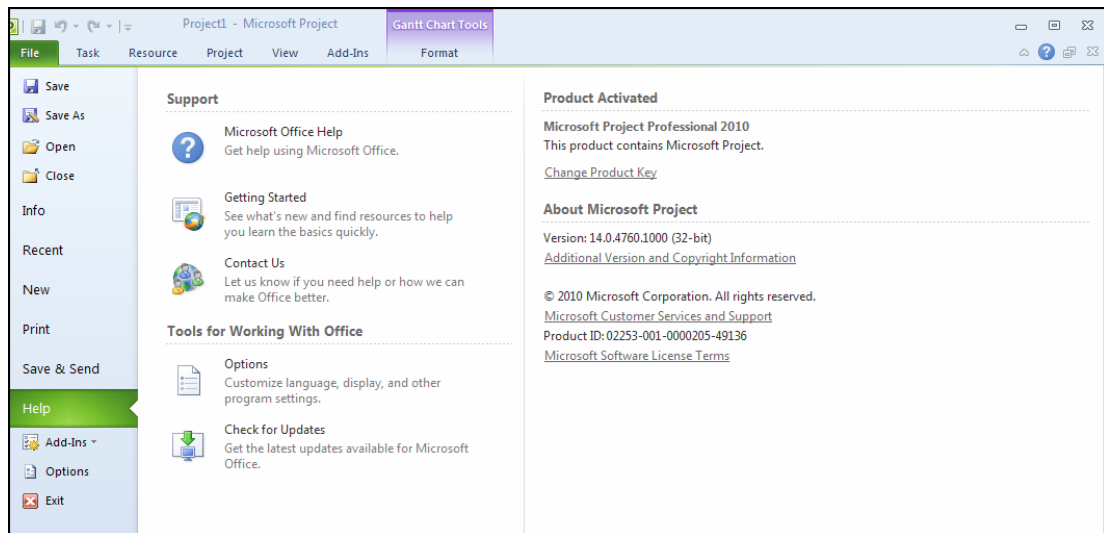 Project1 - Microsoft Project
Gantt Chart Tools
File Task Resource Project View Add-Ins Format
Save
Save As
Open
Close
Info
Recent
New
Print
Save & Send
Help
Add-Ins
Options
Exit
Support
Microsoft Office Help
Get help using Microsoft Office.
Getting Started
See what's new and find resources to help
you learn the basics quickly.
Contact Us
Let us know if you need help or how we can
make Office better.
Tools for Working With Office
Options
Customize language, display, and other
program settings.
Check for Updates
Get the latest updates available for Microsoft
Office.
Product Activated
Microsoft Project Professional 2010
This product contains Microsoft Project.
Change Product Key
About Microsoft Project
Version: 14.0.4760.1000 (32-bit)
Additional Version and Copyright Information
© 2010 Microsoft Corporation. All rights reserved.
Microsoft Customer Services and Support
Product ID: 02253-001-0000205-49136
Microsoft Software License Terms